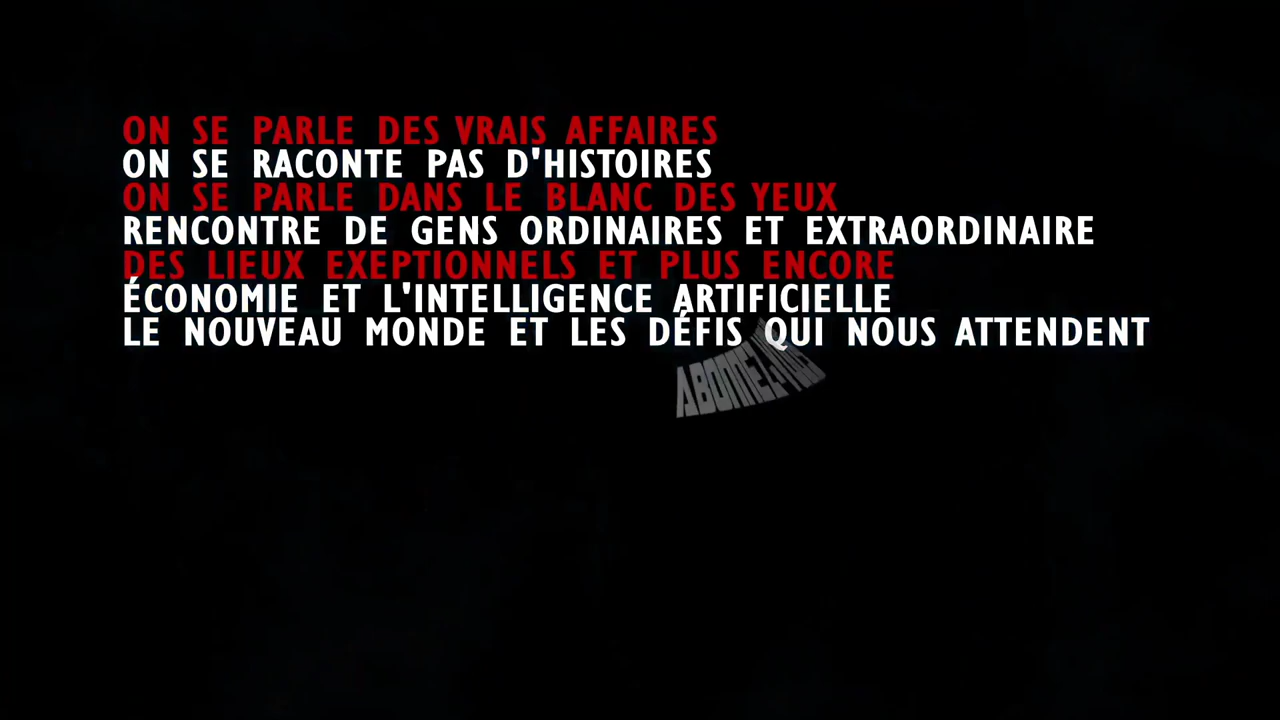 ON SE PARLE DES VRAIS AFFAIRES
ON SE RACONTE PAS D'HISTOIRES
ON SE PARLE DANS LE BLANC DES YEUX
RENCONTRE DE GENS ORDINAIRES ET EXTRAORDINAIRE
DES LIEUX EXEPTIONNELS ET PLUS ENCORE
ÉCONOMIE ET L'INTELLIGENCE ARTIFICIELLE
LE NOUVEAU MONDE ET LES DÉFIS QUI NOUS ATTENDENT
ABONNEZ-VOUS